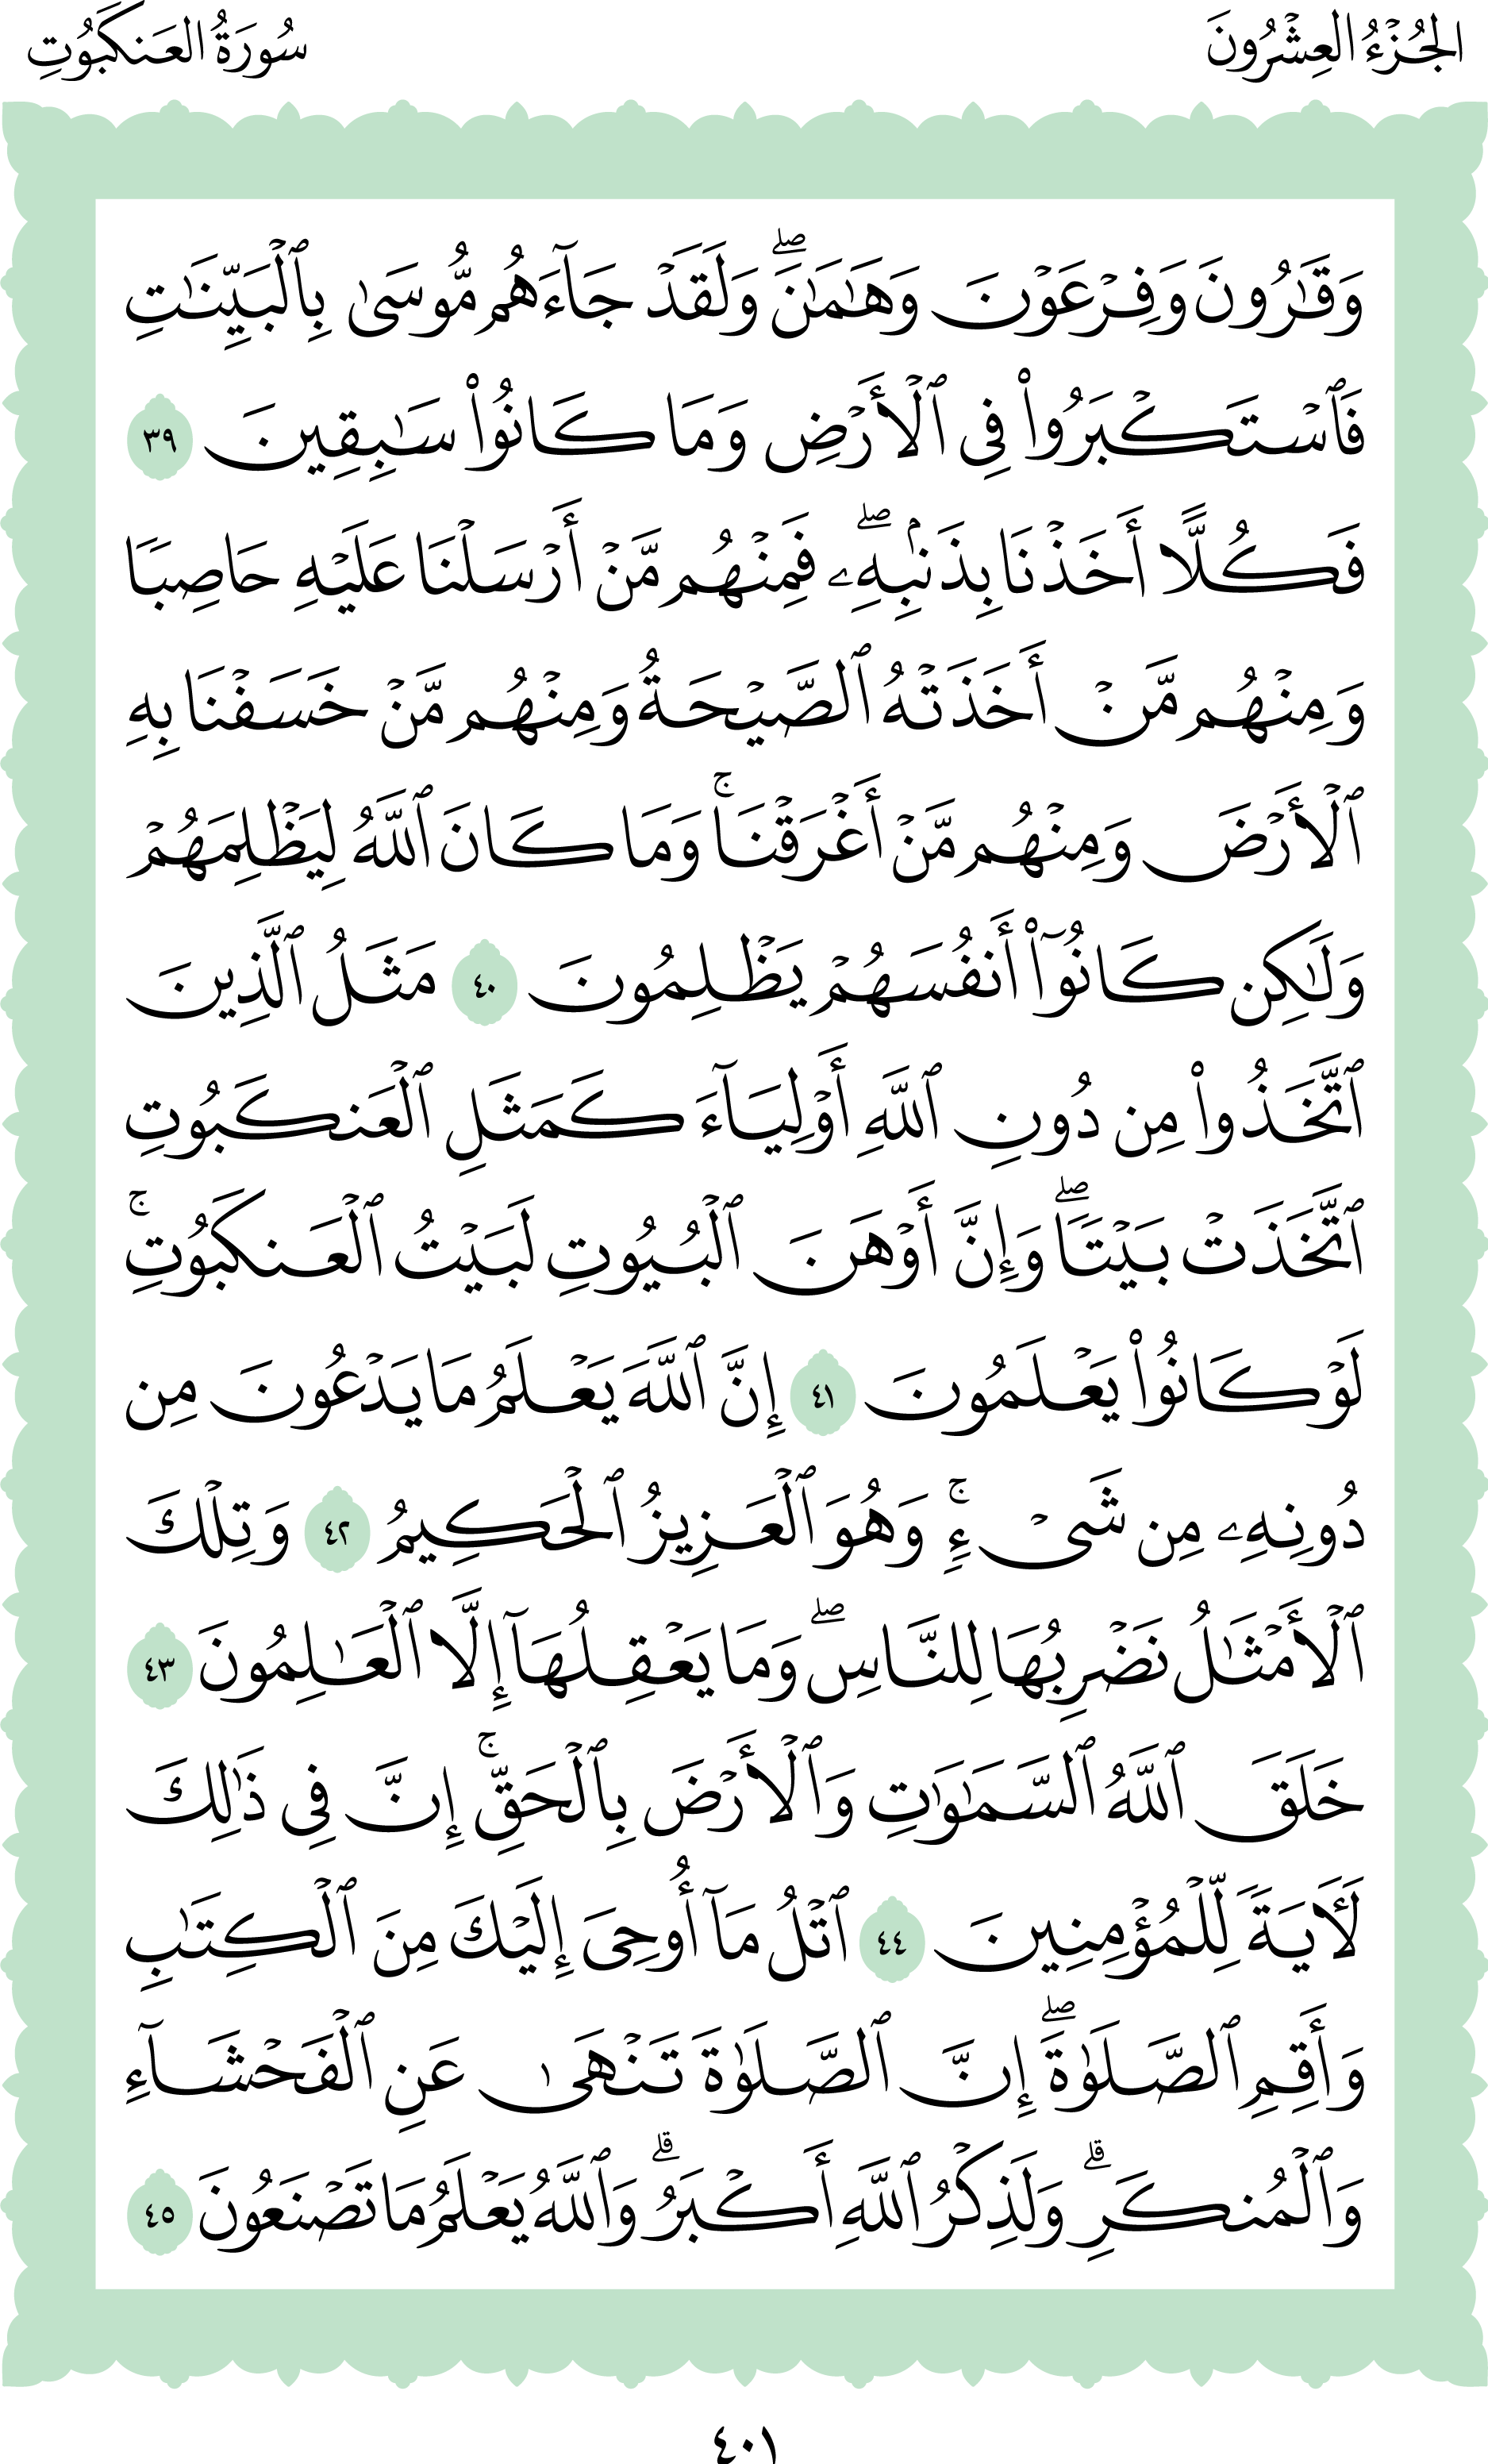 الجُزْءُ العِشْرُونَ
سُورَةُ العَنكَبُوتِ
وَقَٰرُونَ وَفِرْعَوْنَ وَهَٰمَٰنَۖ وَلَقَدْ جَآءَهُم مُّوسَىٰ بِٱلْبَيِّنَٰتِ
فَٱسْتَكْبَرُوا۟ فِى ٱلْأَرْضِ وَمَا كَانُوا۟ سَٰبِقِينَ ٣٩
فَكُلًّا أَخَذْنَا بِذَنۢبِهِۦۖ فَمِنْهُم مَّنْ أَرْسَلْنَا عَلَيْهِ حَاصِبًا
وَمِنْهُم مَّنْ أَخَذَتْهُ ٱلصَّيْحَةُ وَمِنْهُم مَّنْ خَسَفْنَا بِهِ
ٱلْأَرْضَ وَمِنْهُم مَّنْ أَغْرَقْنَاۚ وَمَا كَانَ ٱللَّهُ لِيَظْلِمَهُمْ
وَلَٰكِن كَانُوٓا۟ أَنفُسَهُمْ يَظْلِمُونَ ٤٠ مَثَلُ ٱلَّذِينَ
ٱتَّخَذُوا۟ مِن دُونِ ٱللَّهِ أَوْلِيَآءَ كَمَثَلِ ٱلْعَنكَبُوتِ
ٱتَّخَذَتْ بَيْتًاۖ وَإِنَّ أَوْهَنَ ٱلْبُيُوتِ لَبَيْتُ ٱلْعَنكَبُوتِۚ
لَوْ كَانُوا۟ يَعْلَمُونَ ٤١ إِنَّ ٱللَّهَ يَعْلَمُ مَا يَدْعُونَ مِن
دُونِهِۦ مِن شَىْءٍۚ وَهُوَ ٱلْعَزِيزُ ٱلْحَكِيمُ ٤٢ وَتِلْكَ
ٱلْأَمْثَٰلُ نَضْرِبُهَا لِلنَّاسِۖ وَمَا يَعْقِلُهَآ إِلَّا ٱلْعَٰلِمُونَ ٤٣
خَلَقَ ٱللَّهُ ٱلسَّمَٰوَٰتِ وَٱلْأَرْضَ بِٱلْحَقِّۚ إِنَّ فِى ذَٰلِكَ
لَءَايَةً لِّلْمُؤْمِنِينَ ٤٤ ٱتْلُ مَآ أُوحِىَ إِلَيْكَ مِنَ ٱلْكِتَٰبِ
وَأَقِمِ ٱلصَّلَوٰةَۖ إِنَّ ٱلصَّلَوٰةَ تَنْهَىٰ عَنِ ٱلْفَحْشَآءِ
وَٱلْمُنكَرِۗ وَلَذِكْرُ ٱللَّهِ أَكْبَرُۗ وَٱللَّهُ يَعْلَمُ مَا تَصْنَعُونَ ٤٥
٤٠١